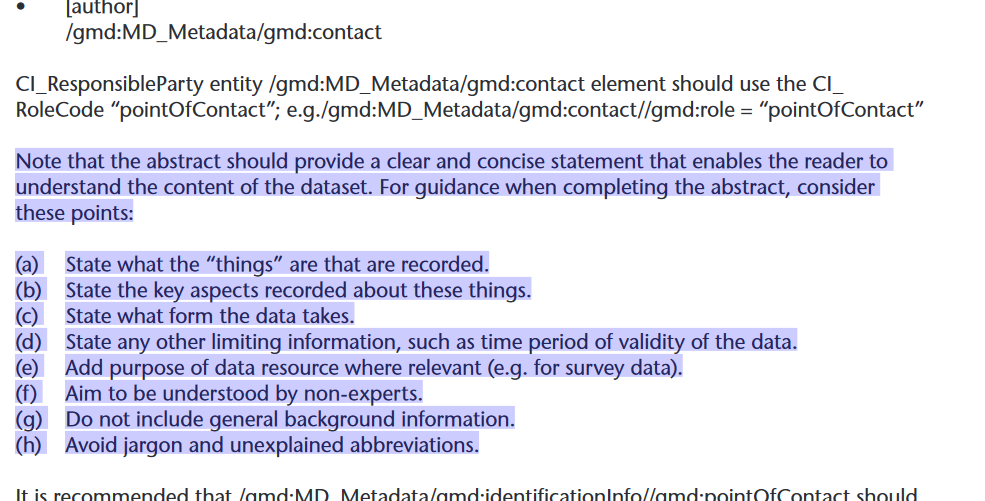 • [author]
/gmd:MD_Metadata/gmd:contact
CI_ResponsibleParty entity /gmd:MD_Metadata/gmd:contact element should use the CI_
RoleCode “pointOfContact”; e.g./gmd:MD_Metadata/gmd:contact//gmd:role = “pointOfContact”
Note that the abstract should provide a clear and concise statement that enables the reader to
understand the content of the dataset. For guidance when completing the abstract, consider
these points:
(a) State what the “things” are that are recorded.
(b) State the key aspects recorded about these things.
(c) State what form the data takes.
(d) State any other limiting information, such as time period of validity of the data.
(e) Add purpose of data resource where relevant (e.g. for survey data).
(f) Aim to be understood by non-experts.
(g) Do not include general background information.
(h) Avoid jargon and unexplained abbreviations.
It is recommended that /gmd:MD_Metadata/gmd:identificationInfo//gmd:pointOfContact should